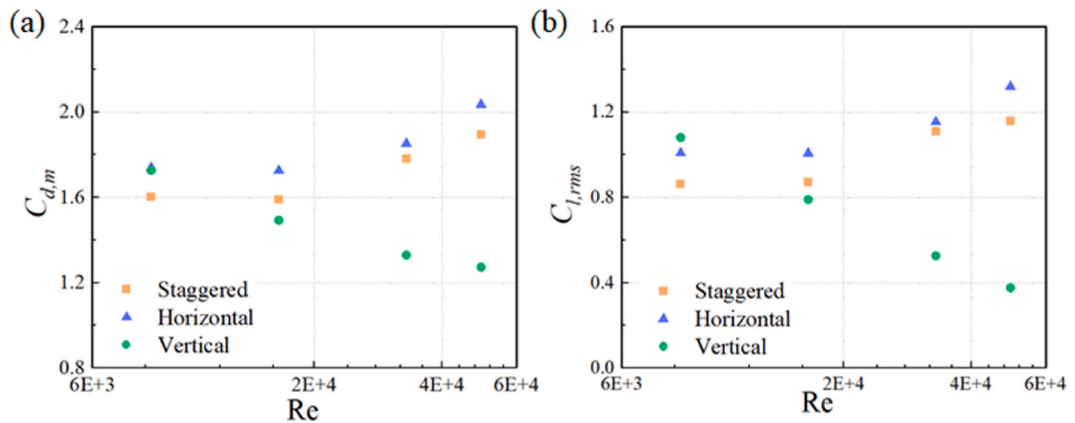 (a)
2.4
2.0
1.6
1.2
0.8
C_{d,m}
Staggered
Horizontal
Vertical
6E+3
2E+4
4E+4
6E+4
Re
(b)
1.6
1.2
0.8
0.4
0.0
C_{l,rms}
Staggered
Horizontal
Vertical
6E+3
2E+4
4E+4
6E+4
Re